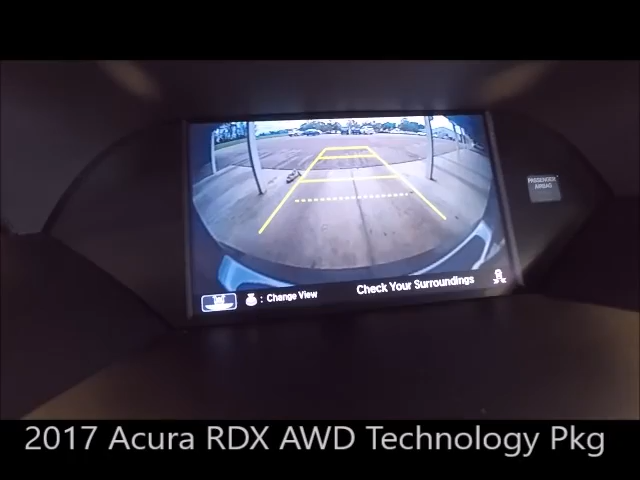 PASSENGER
AIRBAG
: Change View
Check Your Surroundings
2017 Acura RDX AWD Technology Pkg